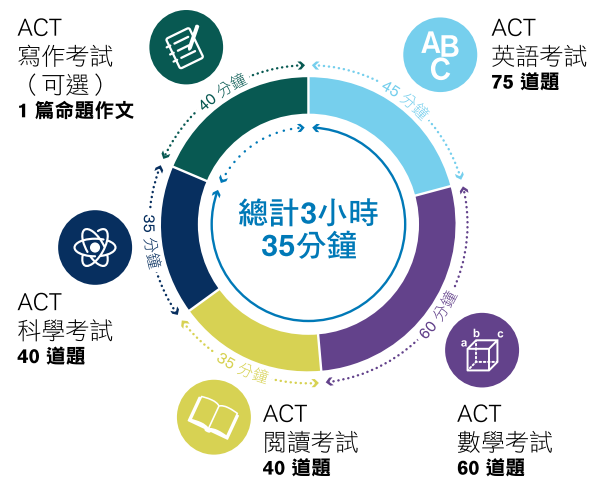 ACT
寫作考試
（可選）
1 篇命題作文
40 分鐘
ABC
ACT
英語考試
75 道題
45 分鐘
總計3小時
35分鐘
35 分鐘
ACT
科學考試
40 道題
60 分鐘
a b c
35 分鐘
ACT
閱讀考試
40 道題
ACT
數學考試
60 道題